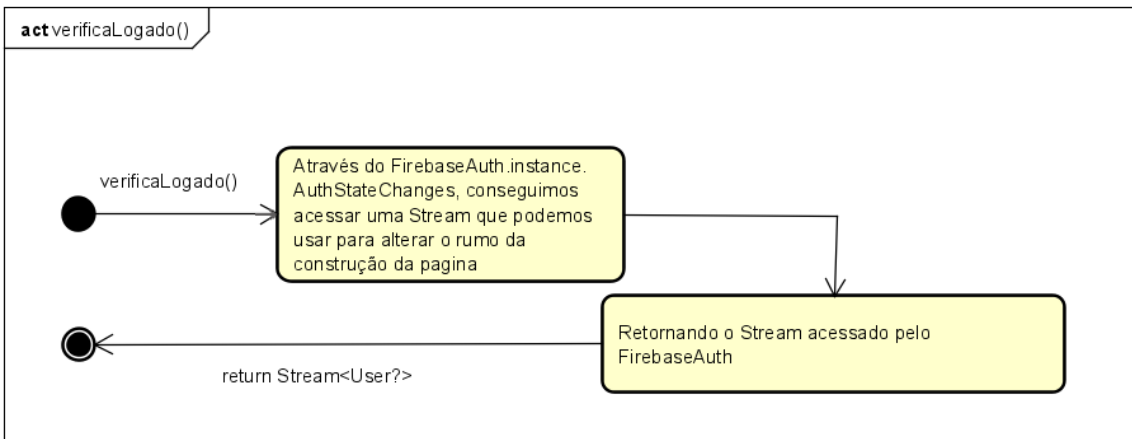 act verificaLogado()
verificaLogado()
Através do FirebaseAuth.instance.
AuthStateChanges, conseguimos
acessar uma Stream que podemos
usar para alterar o rumo da
construção da pagina
Retornando o Stream acessado pelo
FirebaseAuth
return Stream<User?>